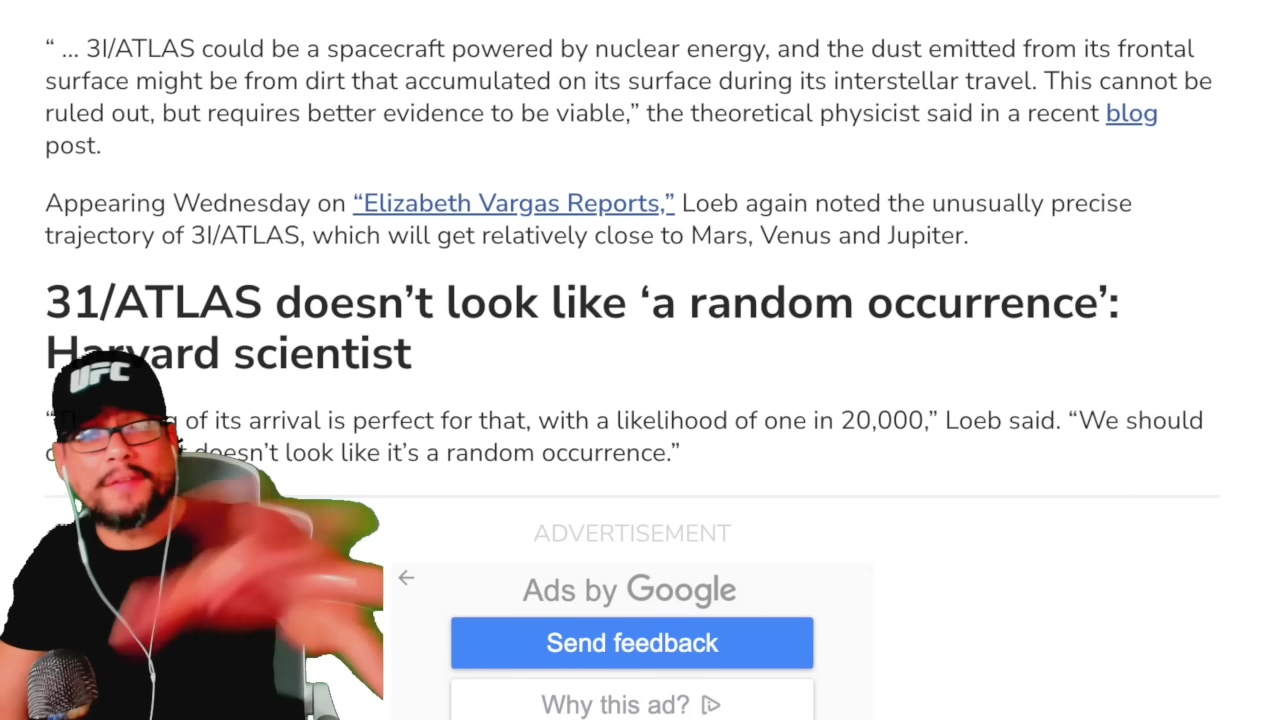 “ ... 3I/ATLAS could be a spacecraft powered by nuclear energy, and the dust emitted from its frontal
surface might be from dirt that accumulated on its surface during its interstellar travel. This cannot be
ruled out, but requires better evidence to be viable,” the theoretical physicist said in a recent blog
post.
Appearing Wednesday on “Elizabeth Vargas Reports,” Loeb again noted the unusually precise
trajectory of 3I/ATLAS, which will get relatively close to Mars, Venus and Jupiter.
31/ATLAS doesn’t look like ‘a random occurrence’:
Harvard scientist
of its arrival is perfect for that, with a likelihood of one in 20,000,” Loeb said. “We should
doesn’t look like it’s a random occurrence.”
UFC
ADVERTISEMENT
Ads by Google
Send feedback
Why this ad?